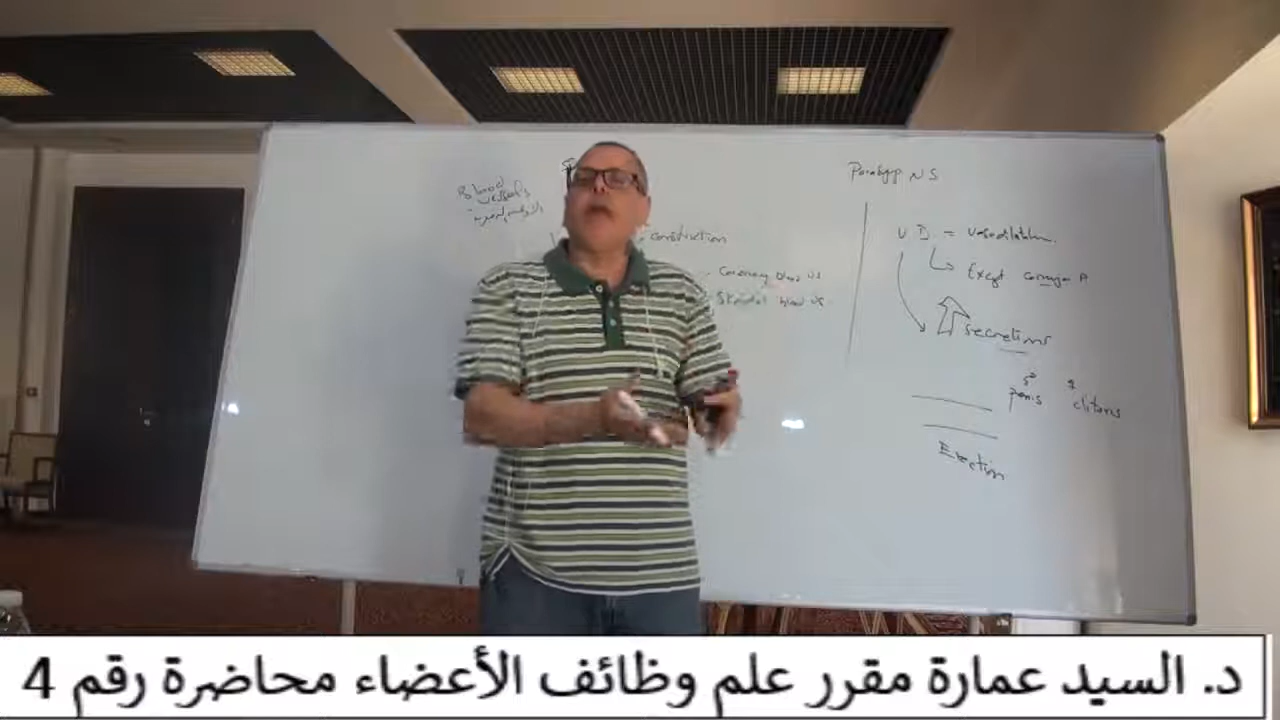 Blood
vessels
constriction
Coronary blood vs
Skeletal blood vs
Parasymp N S
V D = vasodilatation
Except coronary A
secretions
penis clitoris
Erection
د. السيد عمارة مقرر علم وظائف الأعضاء محاضرة رقم 4